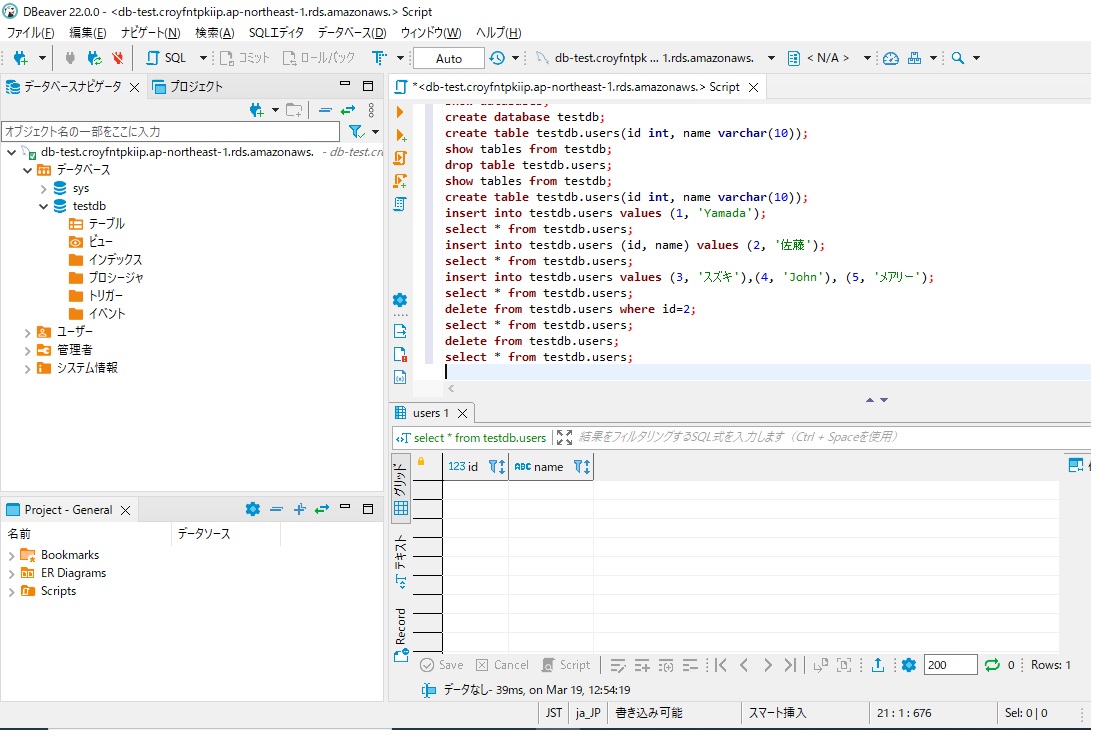 DBeaver 22.0.0 - <db-test.croyfntpkiip.ap-northeast-1.rds.amazonaws.> Script
ファイル(F) 編集(E) ナビゲート(N) 検索(A) SQLエディタ データベース(D) ウィンドウ(W) ヘルプ(H)
SQL コミット ロールバック Auto db-test.croyfntpk ... 1.rds.amazonaws. < N/A >
データベースナビゲータ プロジェクト
オブジェクト名の一部をここに入力
db-test.croyfntpkiip.ap-northeast-1.rds.amazonaws. - db-test.cro
データベース
sys
testdb
テーブル
ビュー
インデックス
プロシージャ
トリガー
イベント
ユーザー
管理者
システム情報
Project - General
名前 データソース
Bookmarks
ER Diagrams
Scripts
*<db-test.croyfntpkiip.ap-northeast-1.rds.amazonaws.> Script
create database testdb;
create table testdb.users(id int, name varchar(10));
show tables from testdb;
drop table testdb.users;
show tables from testdb;
create table testdb.users(id int, name varchar(10));
insert into testdb.users values (1, 'Yamada');
select * from testdb.users;
insert into testdb.users (id, name) values (2, '佐藤');
select * from testdb.users;
insert into testdb.users values (3, 'スズキ'),(4, 'John'), (5, 'メアリー');
select * from testdb.users;
delete from testdb.users where id=2;
select * from testdb.users;
delete from testdb.users;
select * from testdb.users;
users 1
select * from testdb.users 結果をフィルタリングするSQL式を入力します (Ctrl + Spaceを使用)
グリッド
テキスト
Record
123 id ABC name
Save Cancel Script 200 0 Rows: 1
データなし- 39ms, on Mar 19, 12:54:19
JST ja_JP 書き込み可能 スマート挿入 21 : 1 : 676 Sel: 0 | 0